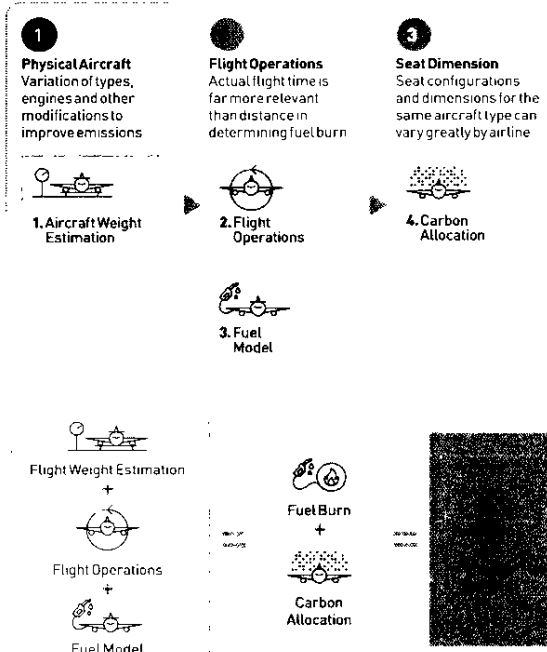 1
Physical Aircraft
Variation of types,
engines and other
modifications to
improve emissions
Flight Operations
Actual flight time is
far more relevant
than distance in
determining fuel burn
3
Seat Dimension
Seat configurations
and dimensions for the
same aircraft type can
vary greatly by airline
1. Aircraft Weight
Estimation
2. Flight
Operations
4. Carbon
Allocation
3. Fuel
Model
Flight Weight Estimation
+
Flight Operations
+
Fuel Model
Fuel Burn
+
Carbon
Allocation